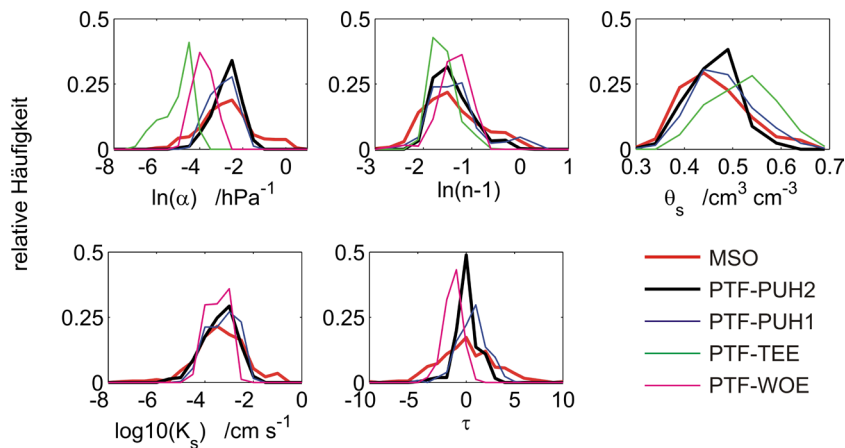 relative Häufigkeit
0.5
0.25
0
-8 -6 -4 -2 0
ln(α) /hPa⁻¹
0.5
0.25
0
-3 -2 -1 0 1
ln(n-1)
0.5
0.25
0
0.3 0.4 0.5 0.6 0.7
θₛ /cm³ cm⁻³
0.5
0.25
0
-8 -6 -4 -2 0
log10(Kₛ) /cm s⁻¹
0.5
0.25
0
-10 -5 0 5 10
τ
MSO
PTF-PUH2
PTF-PUH1
PTF-TEE
PTF-WOE